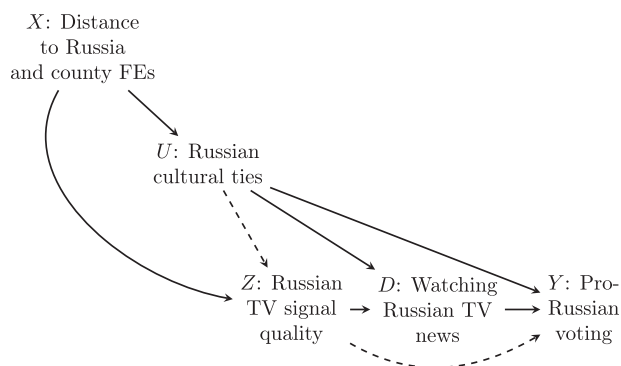 X: Distance
to Russia
and county FEs
U: Russian
cultural ties
Z: Russian
TV signal
quality
D: Watching
Russian TV
news
Y: Pro-
Russian
voting